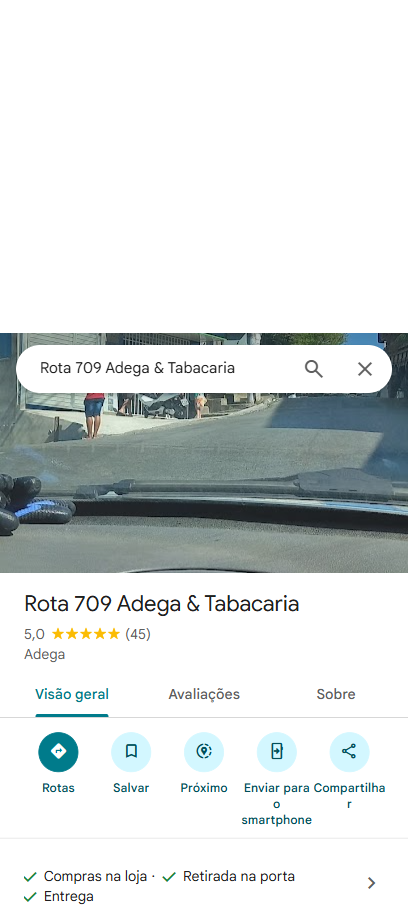 Rota 709 Adega & Tabacaria
Rota 709 Adega & Tabacaria
5,0 ★★★★★ (45)
Adega
Visão geral Avaliações Sobre
Rotas Salvar Próximo Enviar para o smartphone Compartilhar
✓ Compras na loja · ✓ Retirada na porta
✓ Entrega